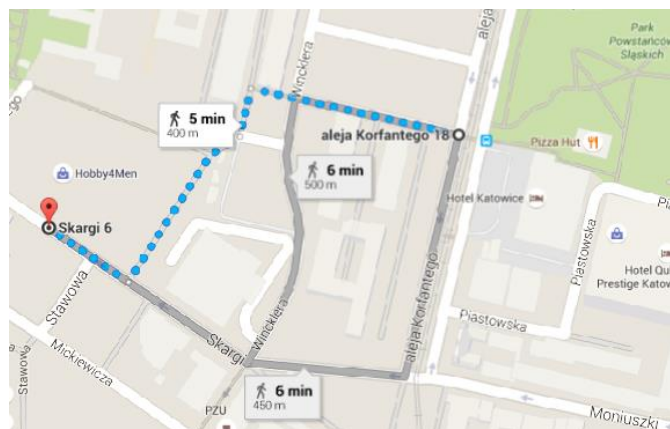 aleja
Park
Powstańców
Śląskich
Winklera
5 min
400 m
aleja Korfantego 18
Pizza Hut
6 min
500 m
Hobby4Men
Hotel Katowice
Skargi 6
Piastowska
Hotel Qu
Prestige Katow
Stawowa
aleja Korfantego
Piastowska
Winklera
Skargi
Mickiewicza
Stawowa
6 min
450 m
PZU
Moniuszki